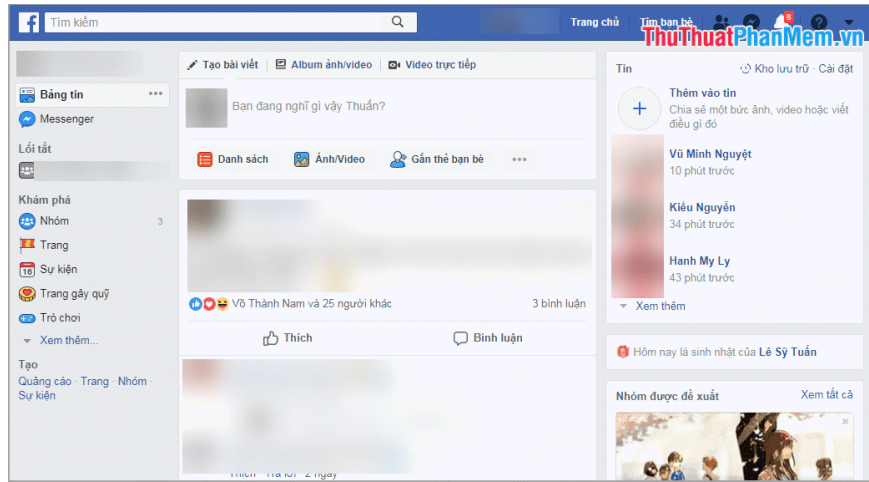 f
Tìm kiếm
Trang chủ
Tìm bạn bè
8
ThuThuatPhanMem.vn
Bảng tin
Messenger
Lối tắt
Khám phá
Nhóm 3
Trang
Sự kiện
Trang gây quỹ
Trò chơi
Xem thêm...
Tạo
Quảng cáo · Trang · Nhóm ·
Sự kiện
Tạo bài viết
Album ảnh/video
Video trực tiếp
Bạn đang nghĩ gì vậy Thuấn?
Danh sách
Ảnh/Video
Gắn thẻ bạn bè
Võ Thành Nam và 25 người khác
3 bình luận
Thích
Bình luận
Thích · Trả lời · 2 ngày
Tin
Kho lưu trữ · Cài đặt
Thêm vào tin
Chia sẻ một bức ảnh, video hoặc viết
điều gì đó
Vũ Minh Nguyệt
10 phút trước
Kiều Nguyễn
34 phút trước
Hanh My Ly
43 phút trước
Xem thêm
Hôm nay là sinh nhật của Lê Sỹ Tuấn
Nhóm được đề xuất
Xem tất cả